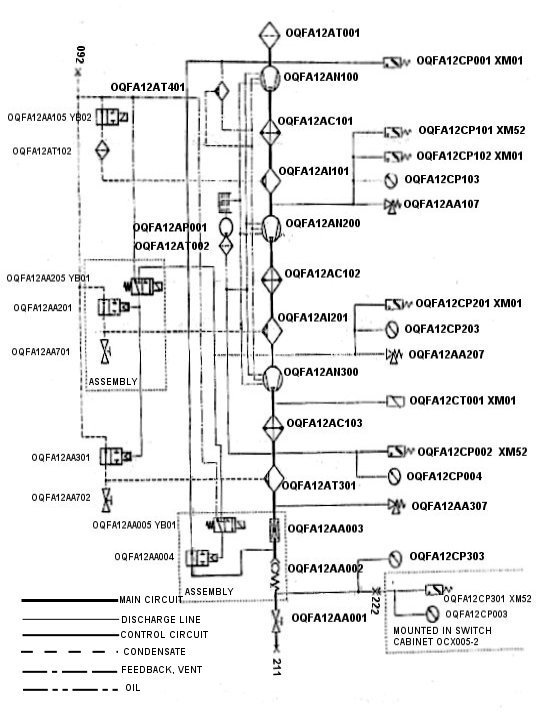 OQFA12AT001
092
OQFA12CP001 XM01
OQFA12AN100
OQFA12AT401
OQFA12AA105 YB02
OQFA12AC101
OQFA12CP101 XM52
OQFA12AT102
OQFA12CP102 XM01
OQFA12AI101
OQFA12CP103
OQFA12AA107
OQFA12AP001
OQFA12AN200
OQFA12AT002
OQFA12AA205 YB01
OQFA12AC102
OQFA12AA201
OQFA12CP201 XM01
OQFA12AI201
OQFA12CP203
OQFA12AA701
OQFA12AA207
OQFA12AN300
ASSEMBLY
OQFA12CT001 XM01
OQFA12AC103
OQFA12AA301
OQFA12CP002 XM52
OQFA12CP004
OQFA12AT301
OQFA12AA702
OQFA12AA307
OQFA12AA005 YB01
OQFA12AA003
OQFA12AA004
OQFA12CP303
OQFA12AA002
ASSEMBLY
OQFA12CP301 XM52
MAIN CIRCUIT
222
OQFA12CP003
OQFA12AA001
DISCHARGE LINE
MOUNTED IN SWITCH
CONTROL CIRCUIT
CABINET OCX005-2
CONDENSATE
211
FEEDBACK, VENT
OIL